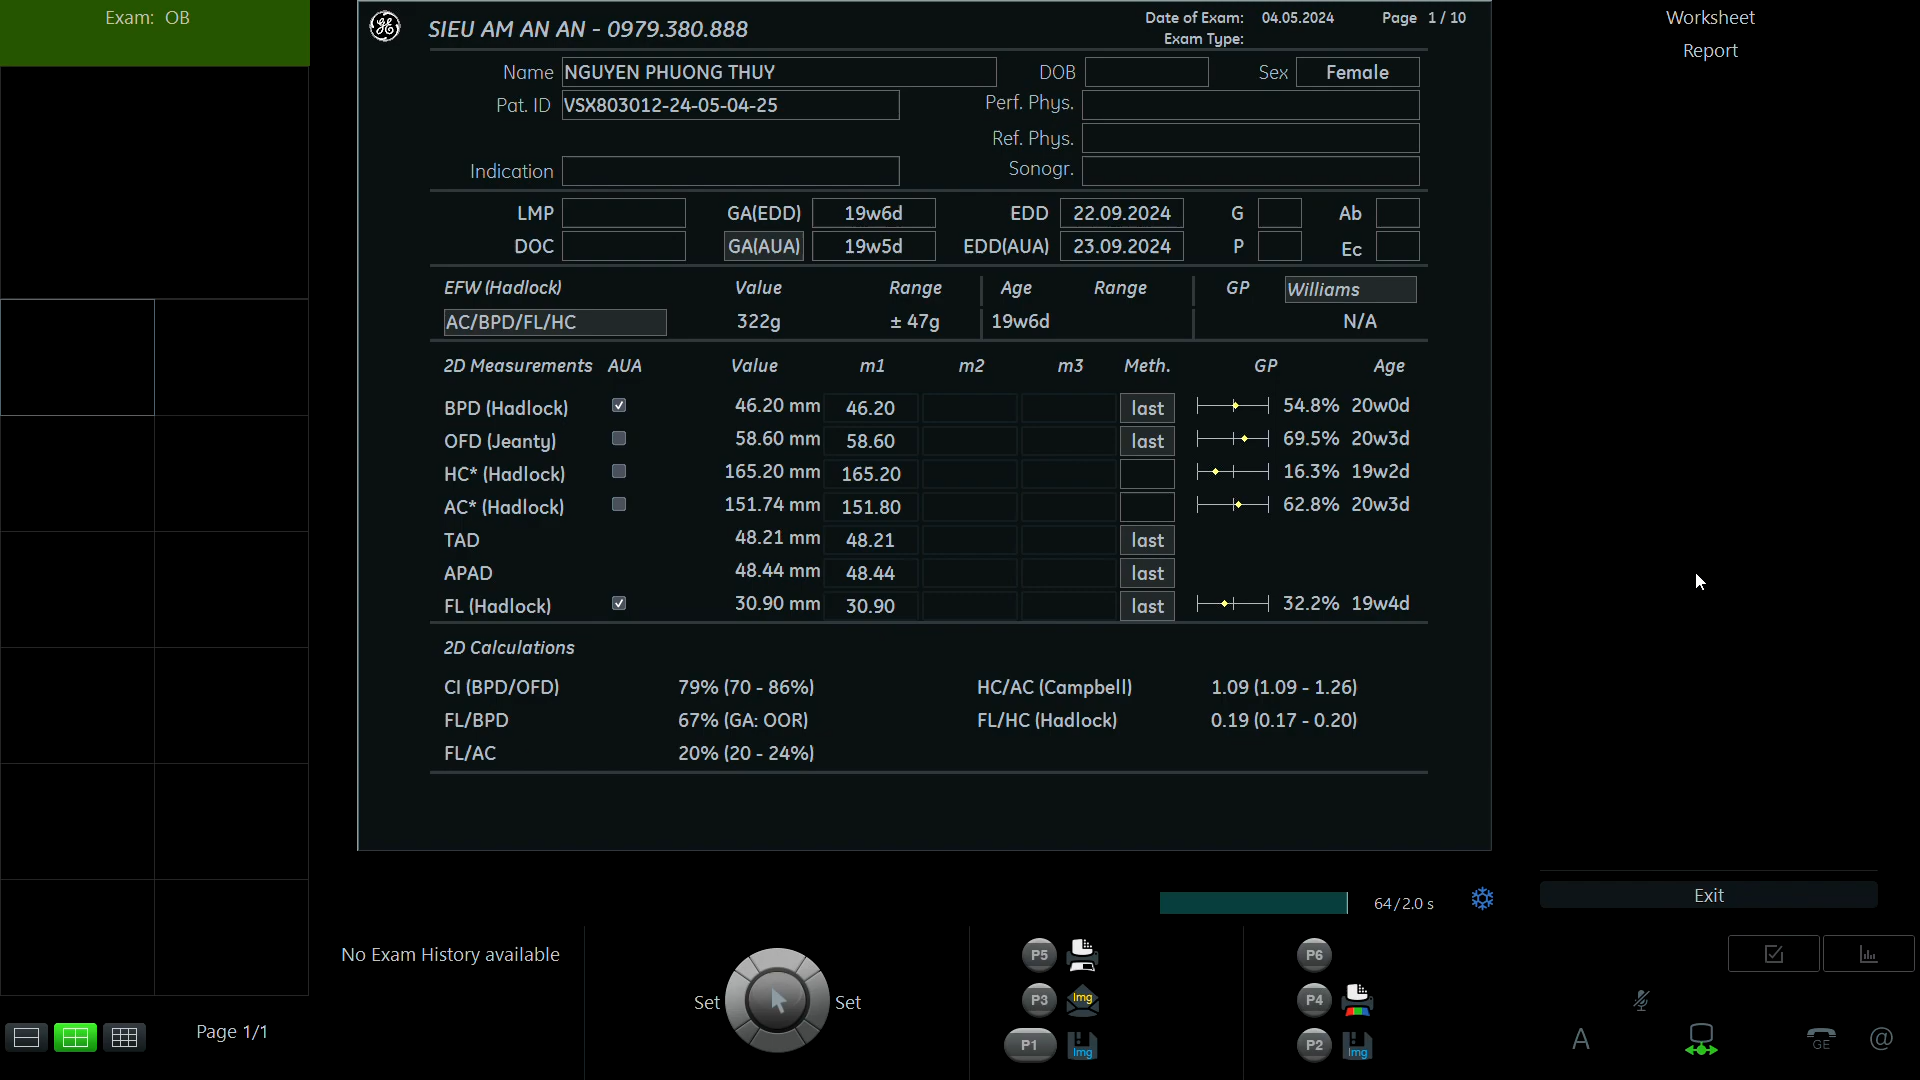 Exam: OB
SIEU AM AN AN - 0979.380.888
Date of Exam: 04.05.2024 Page 1 / 10
Exam Type:
Name NGUYEN PHUONG THUY DOB Sex Female
Pat. ID VSX803012-24-05-04-25 Perf. Phys.
Ref. Phys.
Indication Sonogr.
LMP GA(EDD) 19w6d EDD 22.09.2024 G Ab
DOC GA(AUA) 19w5d EDD(AUA) 23.09.2024 P Ec
EFW (Hadlock) Value Range Age Range GP Williams
AC/BPD/FL/HC 322g ± 47g 19w6d N/A
2D Measurements AUA Value m1 m2 m3 Meth. GP Age
BPD (Hadlock) 46.20 mm 46.20 last 54.8% 20w0d
OFD (Jeanty) 58.60 mm 58.60 last 69.5% 20w3d
HC* (Hadlock) 165.20 mm 165.20 16.3% 19w2d
AC* (Hadlock) 151.74 mm 151.80 62.8% 20w3d
TAD 48.21 mm 48.21 last
APAD 48.44 mm 48.44 last
FL (Hadlock) 30.90 mm 30.90 last 32.2% 19w4d
2D Calculations
CI (BPD/OFD) 79% (70 - 86%) HC/AC (Campbell) 1.09 (1.09 - 1.26)
FL/BPD 67% (GA: OOR) FL/HC (Hadlock) 0.19 (0.17 - 0.20)
FL/AC 20% (20 - 24%)
Worksheet
Report
64/2.0 s
Exit
No Exam History available
Set Set
P5 P6
P3 Img P4
P1 Img P2 Img
Page 1/1
A GE @